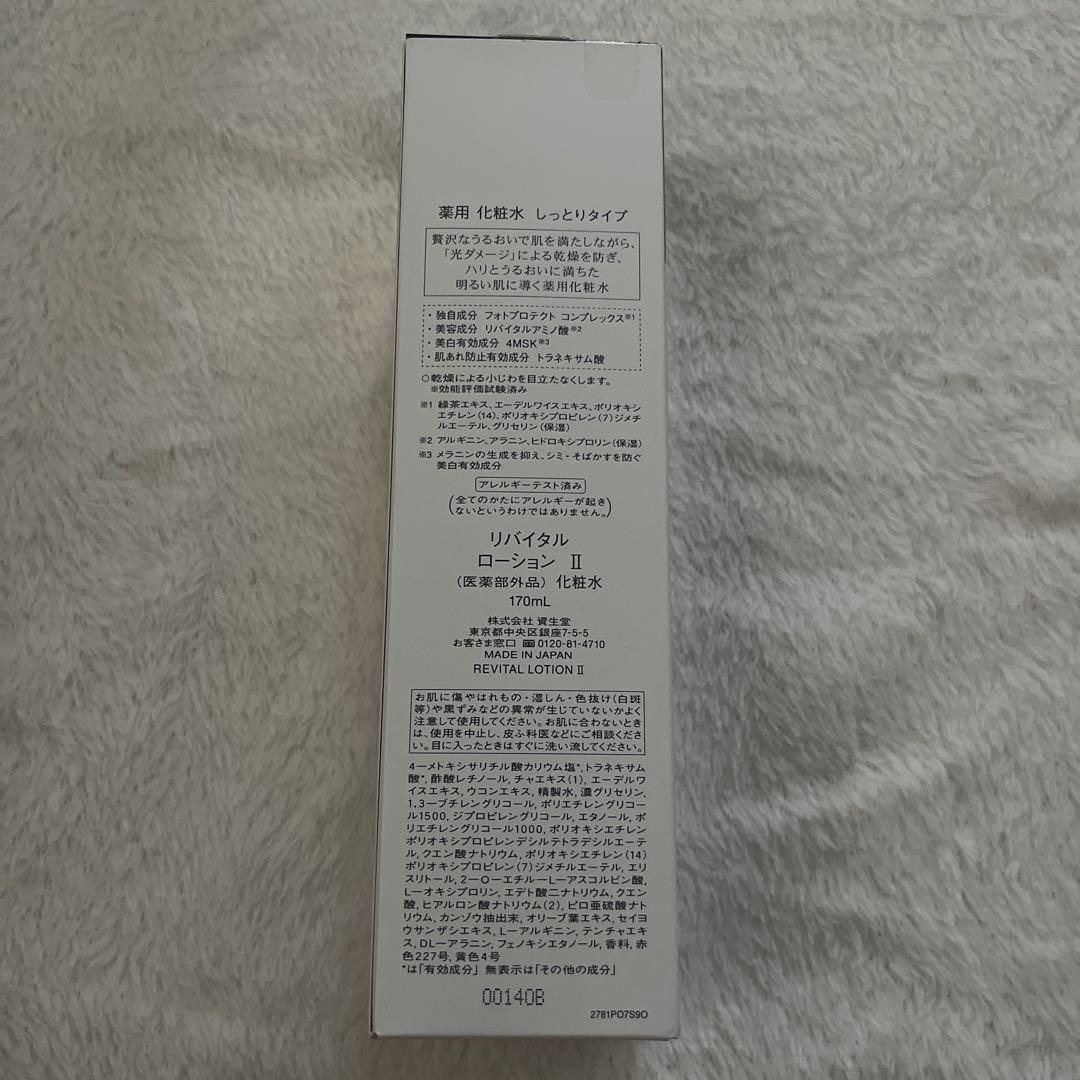 薬用 化粧水 しっとりタイプ
贅沢なうるおいで肌を満たしながら、
「光ダメージ」による乾燥を防ぎ、
ハリとうるおいに満ちた
明るい肌に導く薬用化粧水
・独自成分 フォトプロテクト コンプレックス※1
・美容成分 リバイタルアミノ酸※2
・美白有効成分 4MSK※3
・肌あれ防止有効成分 トラネキサム酸
○乾燥による小じわを目立たなくします。
※効能評価試験済み
※1 緑茶エキス、エーデルワイスエキス、ポリオキシ
エチレン(14)、ポリオキシプロピレン(7)ジメチ
ルエーテル、グリセリン(保湿)
※2 アルギニン、アラニン、ヒドロキシプロリン(保湿)
※3 メラニンの生成を抑え、シミ・そばかすを防ぐ
美白有効成分
アレルギーテスト済み
(全てのかたにアレルギーが起き
ないというわけではありません。)
リバイタル
ローション Ⅱ
(医薬部外品) 化粧水
170mL
株式会社 資生堂
東京都中央区銀座7-5-5
お客さま窓口 0120-81-4710
MADE IN JAPAN
REVITAL LOTION Ⅱ
お肌に傷やはれもの・湿しん・色抜け(白斑
等)や黒ずみなどの異常が生じていないかよく
注意して使用してください。お肌に合わないとき
は、使用を中止し、皮ふ科医などにご相談くださ
い。目に入ったときはすぐに洗い流してください。
4ーメトキシサリチル酸カリウム塩*, トラネキサム
酸*, 酢酸レチノール, チャエキス(1), エーデルワ
イスエキス, ウコンエキス, 精製水, 濃グリセリン,
1,3ーブチレングリコール, ポリエチレングリコー
ル1500, ジプロピレングリコール, エタノール, ポ
リエチレングリコール1000, ポリオキシエチレン
ポリオキシプロピレンデシルテトラデシルエーテ
ル, クエン酸ナトリウム, ポリオキシエチレン(14)
ポリオキシプロピレン(7)ジメチルエーテル, エリ
スリトール, 2ーOーエチルーLーアスコルビン酸,
Lーオキシプロリン, エデト酸二ナトリウム, クエン
酸, ヒアルロン酸ナトリウム(2), ピロ亜硫酸ナト
リウム, カンゾウ抽出末, オリーブ葉エキス, セイヨ
ウサンザシエキス, Lーアルギニン, テンチャエキ
ス, DLーアラニン, フェノキシエタノール, 香料, 赤
色227号, 黄色4号
*は「有効成分」 無表示は「その他の成分」
00140B
2781PO7S9O